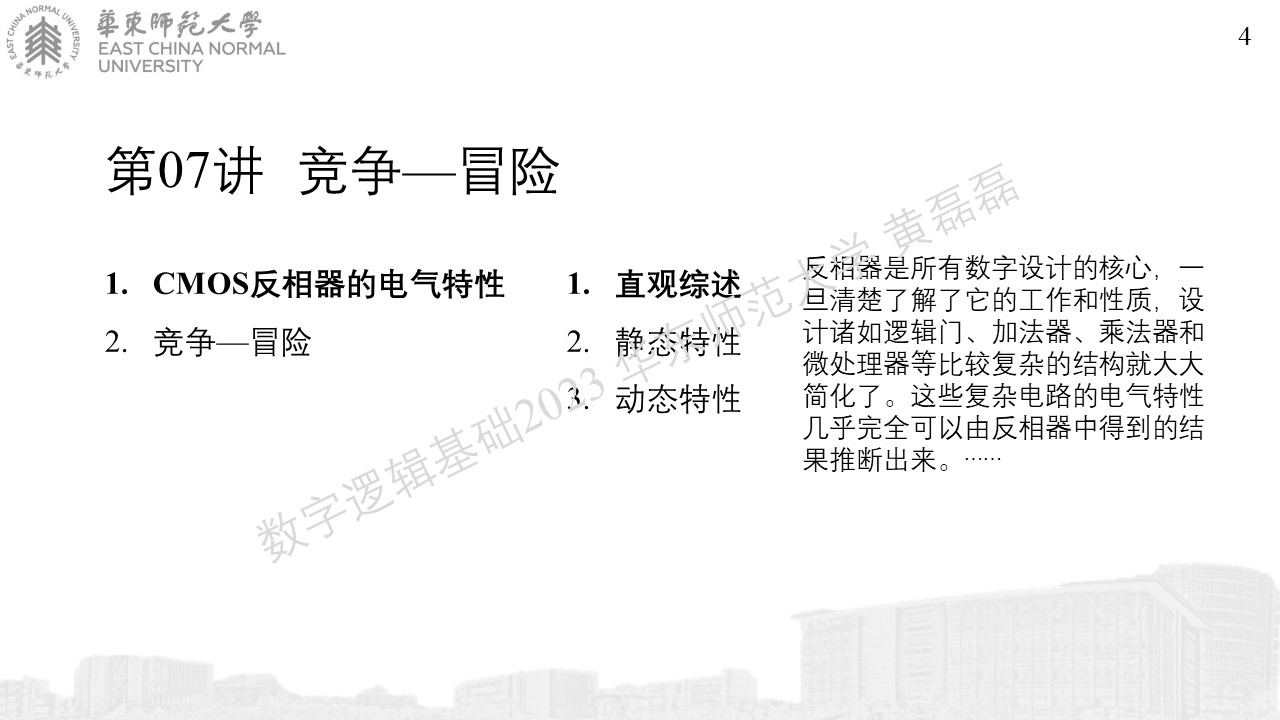 EAST CHINA NORMAL UNIVERSITY
華東師范大學
華東師范大學
EAST CHINA NORMAL
UNIVERSITY
4
第07讲 竞争—冒险
1. CMOS反相器的电气特性
2. 竞争—冒险
1. 直观综述
2. 静态特性
3. 动态特性
反相器是所有数字设计的核心，一
旦清楚了解了它的工作和性质，设
计诸如逻辑门、加法器、乘法器和
微处理器等比较复杂的结构就大大
简化了。这些复杂电路的电气特性
几乎完全可以由反相器中得到的结
果推断出来。……
数字逻辑基础2023 华东师范大学 黄磊磊